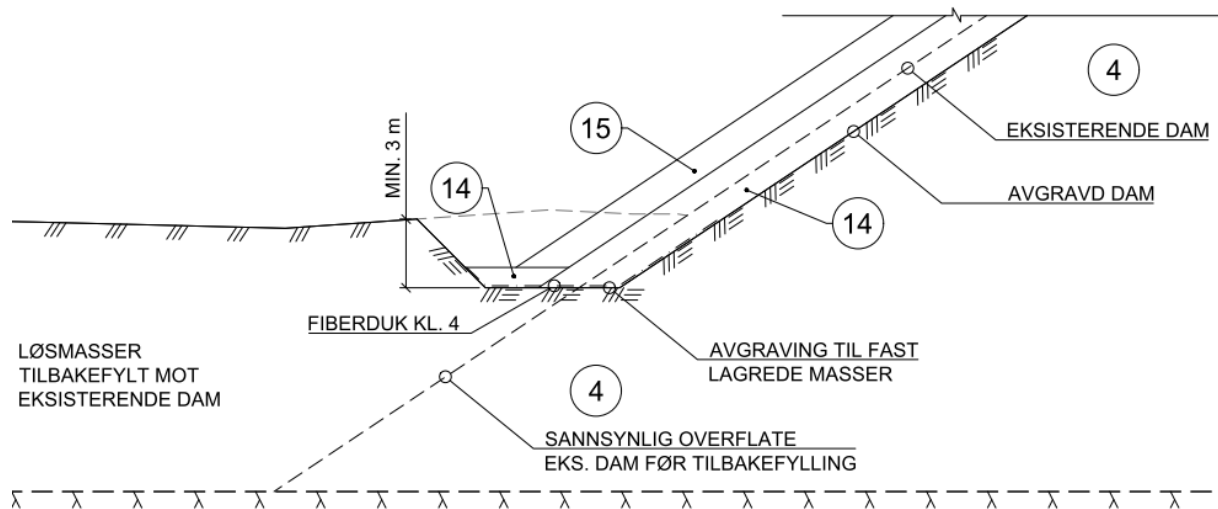 4
EKSISTERENDE DAM
15
MIN. 3 m
14
AVGRAVD DAM
14
14
FIBERDUK KL. 4
AVGRAVING TIL FAST
LAGREDE MASSER
LØSMASSER
TILBAKEFYLT MOT
EKSISTERENDE DAM
4
SANNSYNLIG OVERFLATE
EKS. DAM FØR TILBAKEFYLLING